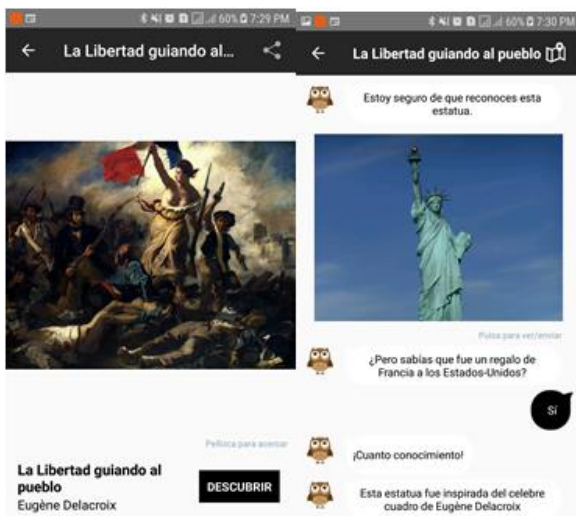 60% 7:29 PM
La Libertad guiando al...
Pellizca para acercar
La Libertad guiando al
pueblo
Eugène Delacroix
DESCUBRIR
60% 7:30 PM
La Libertad guiando al pueblo
Estoy seguro de que reconoces esta
estatua.
Pulsa para ver/enviar
¿Pero sabías que fue un regalo de
Francia a los Estados-Unidos?
Sí
¡Cuanto conocimiento!
Esta estatua fue inspirada del celebre
cuadro de Eugène Delacroix